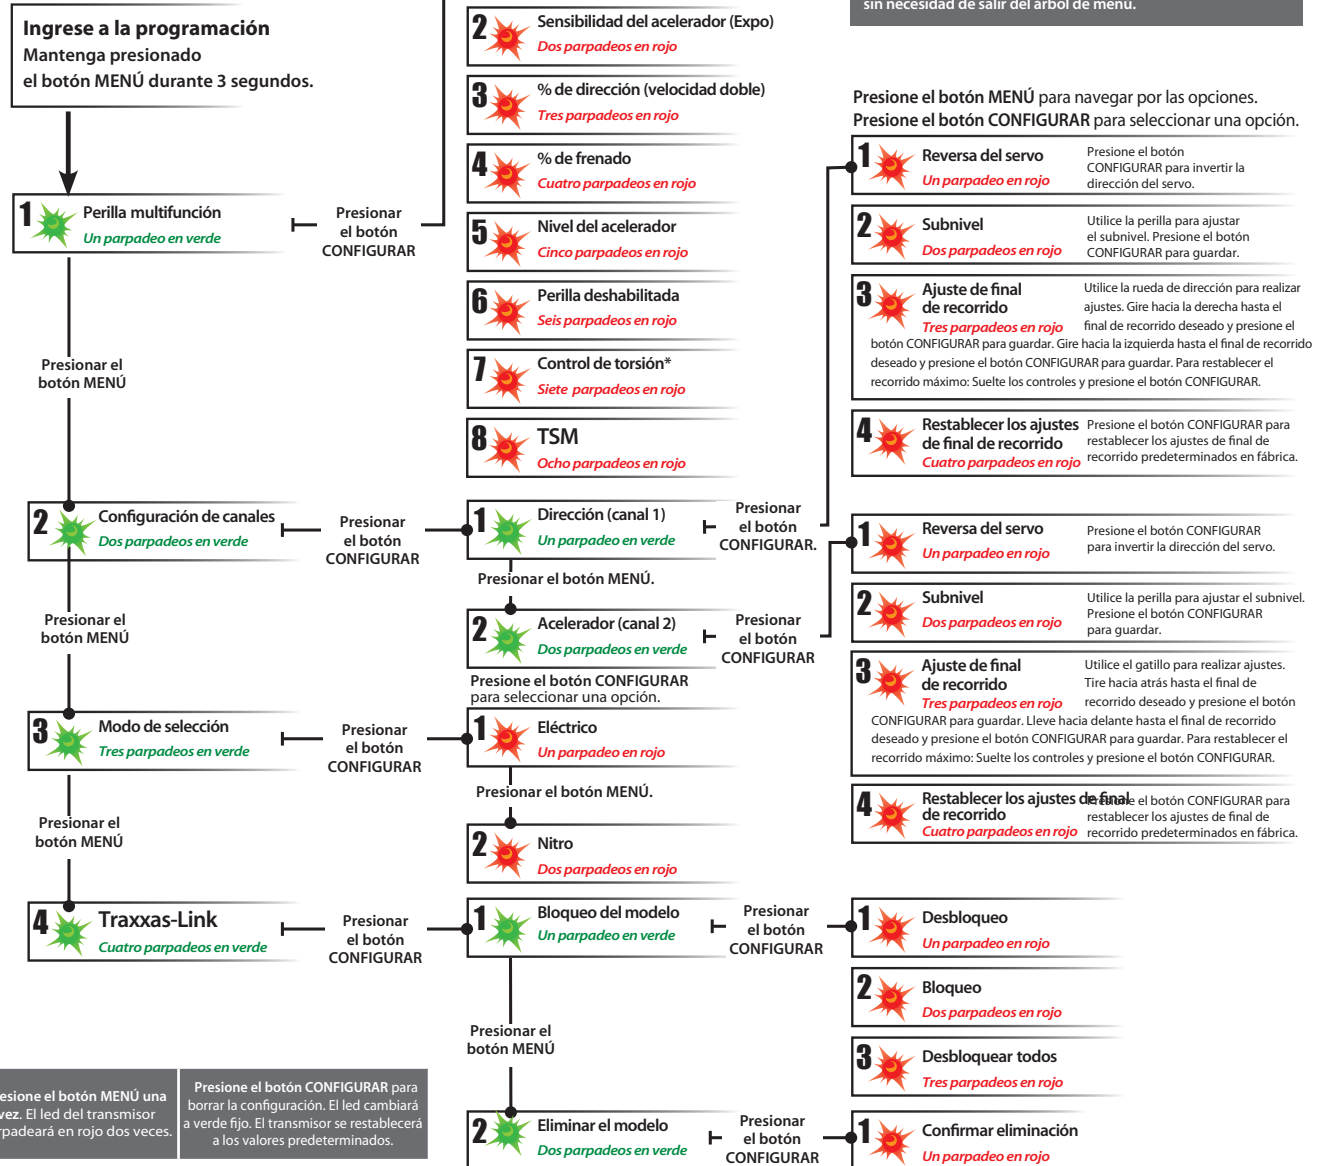 sin necesidad de salir del árbol de menú.
Ingrese a la programación
Mantenga presionado
el botón MENÚ durante 3 segundos.
1
Perilla multifunción
Un parpadeo en verde
Presionar
el botón
CONFIGURAR
2
Sensibilidad del acelerador (Expo)
Dos parpadeos en rojo
3
% de dirección (velocidad doble)
Tres parpadeos en rojo
4
% de frenado
Cuatro parpadeos en rojo
5
Nivel del acelerador
Cinco parpadeos en rojo
6
Perilla deshabilitada
Seis parpadeos en rojo
7
Control de torsión*
Siete parpadeos en rojo
8
TSM
Ocho parpadeos en rojo
Presionar el
botón MENÚ
2
Configuración de canales
Dos parpadeos en verde
Presionar
el botón
CONFIGURAR
1
Dirección (canal 1)
Un parpadeo en verde
Presionar
el botón
CONFIGURAR.
Presionar el botón MENÚ.
2
Acelerador (canal 2)
Dos parpadeos en verde
Presionar
el botón
CONFIGURAR
Presione el botón MENÚ para navegar por las opciones.
Presione el botón CONFIGURAR para seleccionar una opción.
1
Reversa del servo
Un parpadeo en rojo
Presione el botón
CONFIGURAR para invertir la
dirección del servo.
2
Subnivel
Dos parpadeos en rojo
Utilice la perilla para ajustar
el subnivel. Presione el botón
CONFIGURAR para guardar.
3
Ajuste de final
de recorrido
Tres parpadeos en rojo
Utilice la rueda de dirección para realizar
ajustes. Gire hacia la derecha hasta el
final de recorrido deseado y presione el
botón CONFIGURAR para guardar. Gire hacia la izquierda hasta el final de recorrido
deseado y presione el botón CONFIGURAR para guardar. Para restablecer el
recorrido máximo: Suelte los controles y presione el botón CONFIGURAR.
4
Restablecer los ajustes
de final de recorrido
Cuatro parpadeos en rojo
Presione el botón CONFIGURAR para
restablecer los ajustes de final de
recorrido predeterminados en fábrica.
1
Reversa del servo
Un parpadeo en rojo
Presione el botón CONFIGURAR
para invertir la dirección del servo.
2
Subnivel
Dos parpadeos en rojo
Utilice la perilla para ajustar el subnivel.
Presione el botón CONFIGURAR
para guardar.
3
Ajuste de final
de recorrido
Tres parpadeos en rojo
Utilice el gatillo para realizar ajustes.
Tire hacia atrás hasta el final de
recorrido deseado y presione el botón
CONFIGURAR para guardar. Lleve hacia delante hasta el final de recorrido
deseado y presione el botón CONFIGURAR para guardar. Para restablecer el
recorrido máximo: Suelte los controles y presione el botón CONFIGURAR.
4
Restablecer los ajustes de final
de recorrido
Cuatro parpadeos en rojo
Presione el botón CONFIGURAR para
restablecer los ajustes de final de
recorrido predeterminados en fábrica.
Presionar el
botón MENÚ
3
Modo de selección
Tres parpadeos en verde
Presionar
el botón
CONFIGURAR
Presione el botón CONFIGURAR
para seleccionar una opción.
1
Eléctrico
Un parpadeo en rojo
Presionar el botón MENÚ.
2
Nitro
Dos parpadeos en rojo
Presionar el
botón MENÚ
4
Traxxas-Link
Cuatro parpadeos en verde
Presionar
el botón
CONFIGURAR
1
Bloqueo del modelo
Un parpadeo en verde
Presionar
el botón
CONFIGURAR
1
Desbloqueo
Un parpadeo en rojo
2
Bloqueo
Dos parpadeos en rojo
3
Desbloquear todos
Tres parpadeos en rojo
Presionar el
botón MENÚ
2
Eliminar el modelo
Dos parpadeos en verde
Presionar
el botón
CONFIGURAR
1
Confirmar eliminación
Un parpadeo en rojo
esione el botón MENÚ una
vez. El led del transmisor
rpadeará en rojo dos veces.
Presione el botón CONFIGURAR para
borrar la configuración. El led cambiará
a verde fijo. El transmisor se restablecerá
a los valores predeterminados.